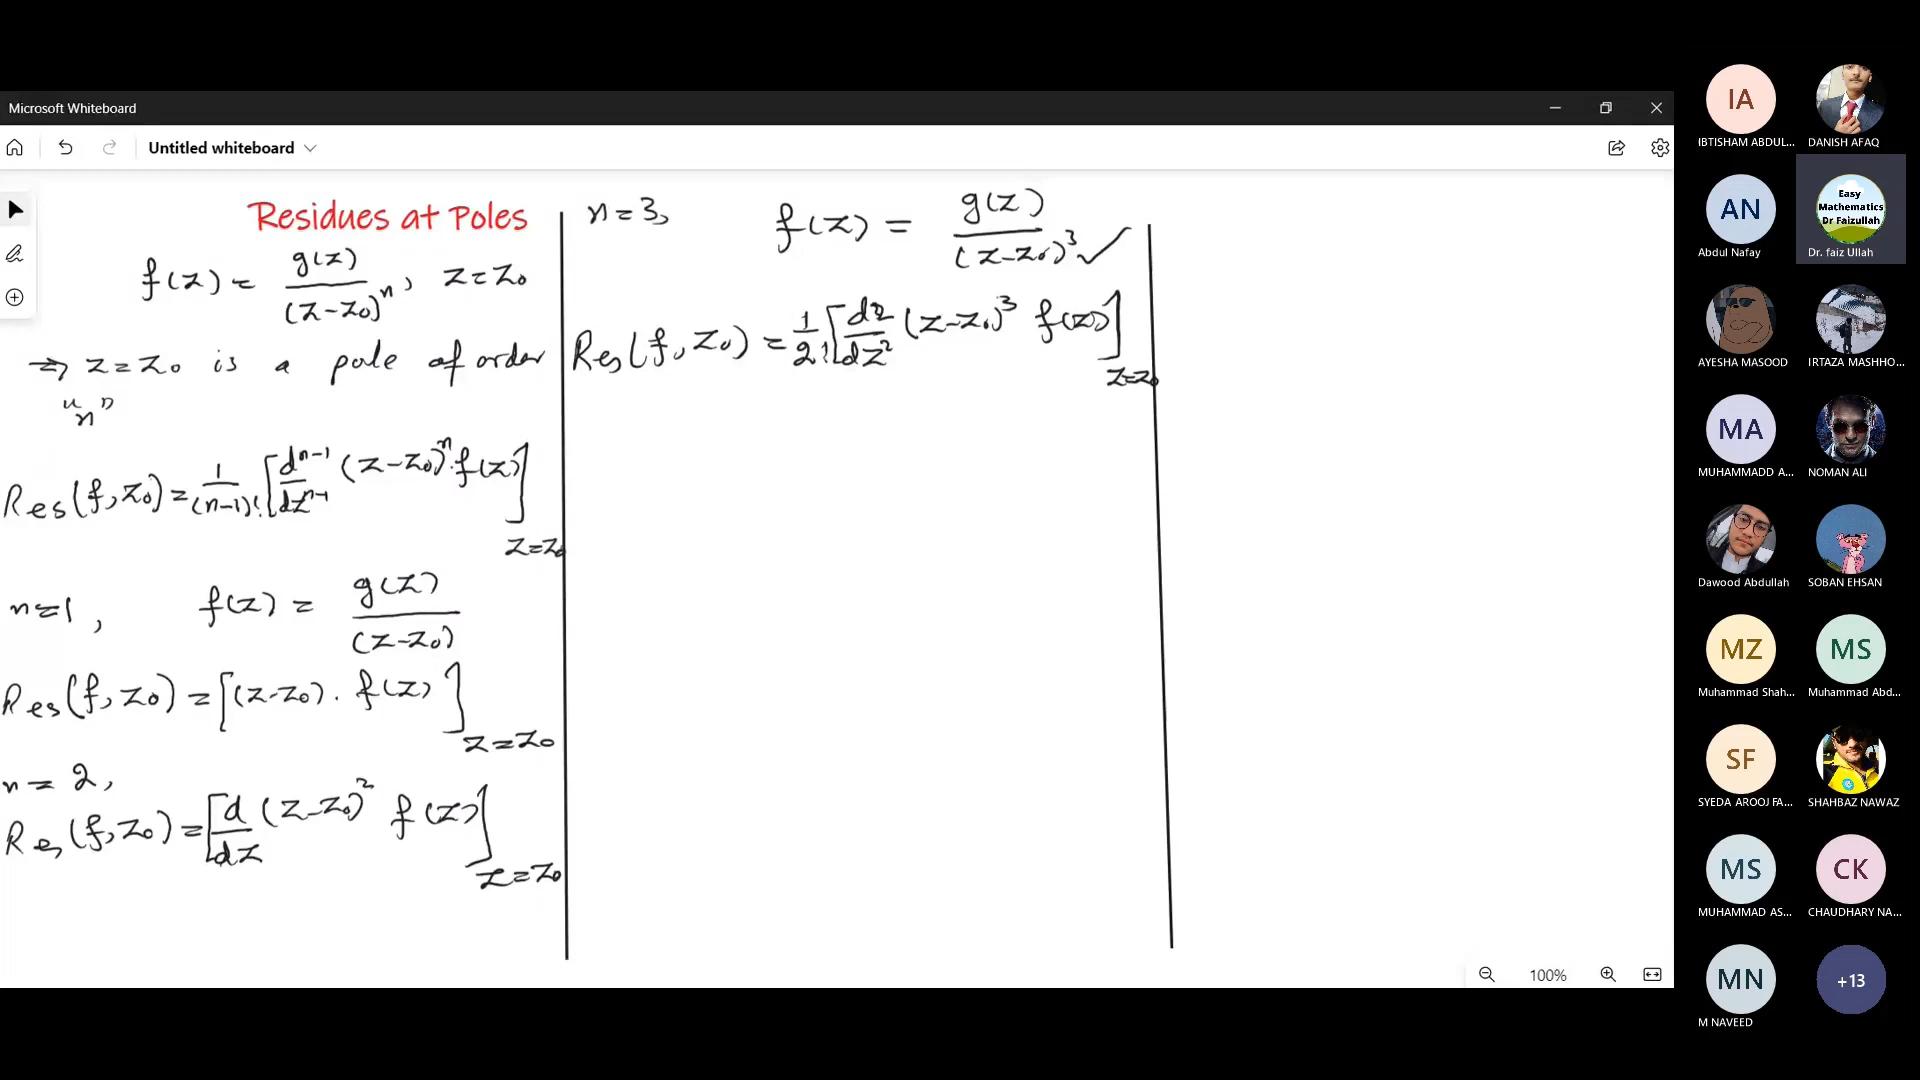 Microsoft Whiteboard
Untitled whiteboard
Residues at Poles
f(z) = g(z)/(z-z₀)ⁿ, z=z₀
⇒ z=z₀ is a pole of order
"n"
Res(f,z₀) = 1/(n-1)! [dⁿ⁻¹/dzⁿ⁻¹ (z-z₀)ⁿ.f(z)]z=z₀
n=1, f(z) = g(z)/(z-z₀)
Res(f,z₀) = [(z-z₀). f(z)]z=z₀
n=2,
Res(f,z₀) = [d/dz (z-z₀)² f(z)]z=z₀
n=3, f(z) = g(z)/(z-z₀)³ ✓
Res(f,z₀) = 1/2! [d2/dz² (z-z₀)³ f(z)]z=z₀
100%
IA
IBTISHAM ABDUL...
DANISH AFAQ
AN
Abdul Nafay
Easy
Mathematics
Dr Faizullah
Dr. faiz Ullah
AYESHA MASOOD
IRTAZA MASHHO...
MA
MUHAMMADD A...
NOMAN ALI
Dawood Abdullah
SOBAN EHSAN
MZ
Muhammad Shah...
MS
Muhammad Abd...
SF
SYEDA AROOJ FA...
SHAHBAZ NAWAZ
MS
MUHAMMAD AS...
CK
CHAUDHARY NA...
MN
M NAVEED
+13